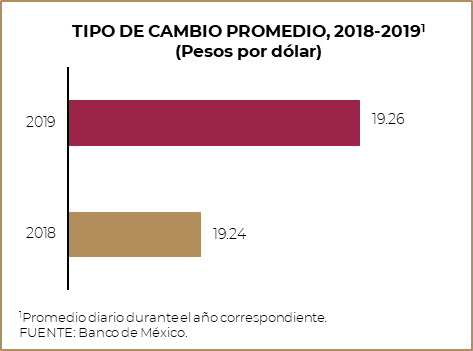 TIPO DE CAMBIO PROMEDIO, 2018-2019¹
(Pesos por dólar)
2019
19.26
2018
19.24
¹Promedio diario durante el año correspondiente.
FUENTE: Banco de México.